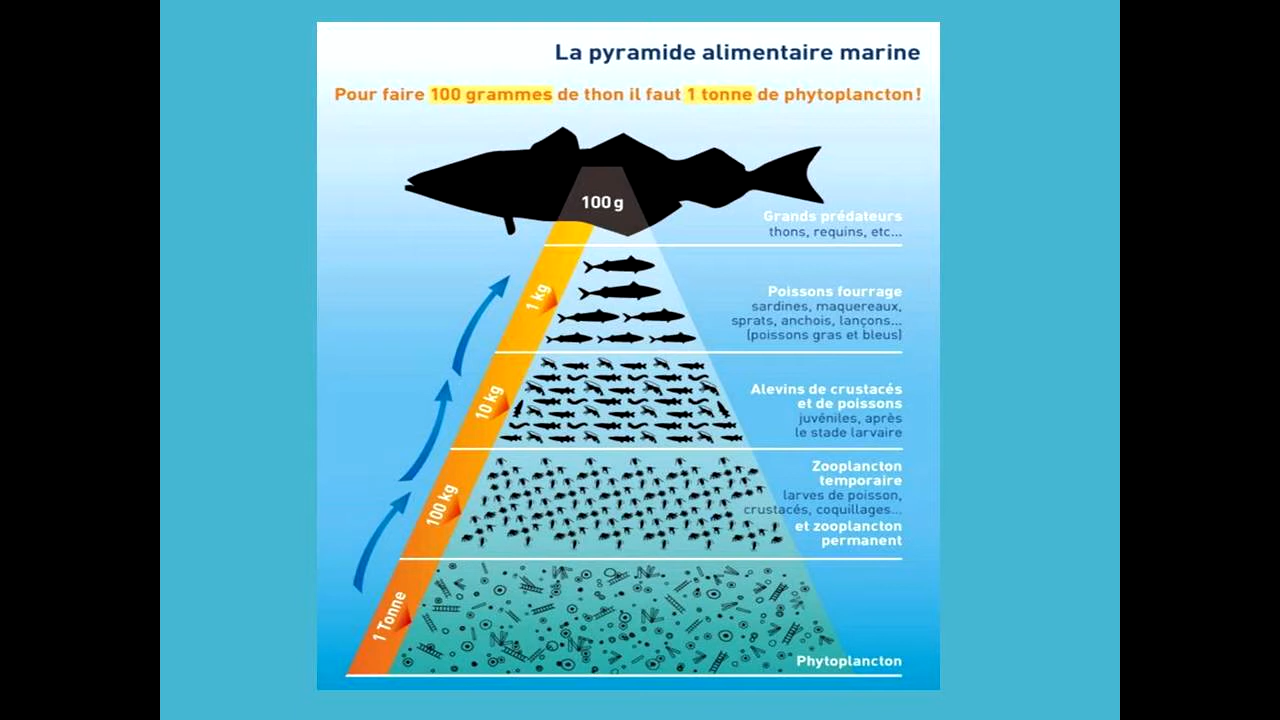 La pyramide alimentaire marine
Pour faire 100 grammes de thon il faut 1 tonne de phytoplancton!
100 g
Grands prédateurs
thons, requins, etc...
1 kg
Poissons fourrage
sardines, maquereaux,
sprats, anchois, lançons...
(poissons gras et bleus)
10 kg
Alevins de crustacés
et de poissons
juvéniles, après
le stade larvaire
100 kg
Zooplancton
temporaire
larves de poisson,
crustacés, coquillages...
et zooplancton
permanent
1 Tonne
Phytoplancton